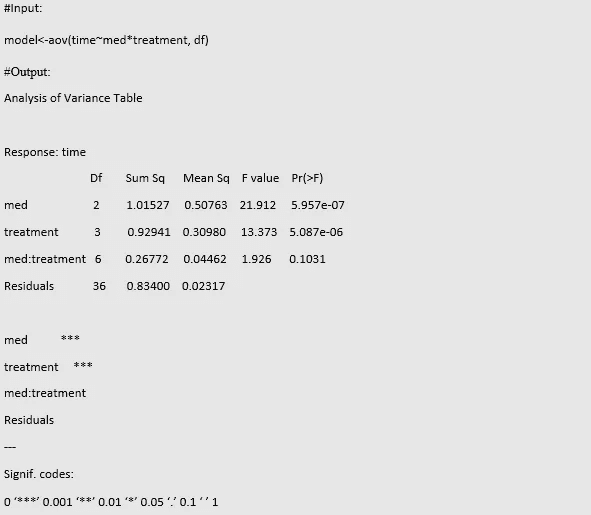 #Input:
model<-aov(time~med*treatment, df)
#Output:
Analysis of Variance Table
Response: time
Df Sum Sq Mean Sq F value Pr(>F)
med 2 1.01527 0.50763 21.912 5.957e-07
treatment 3 0.92941 0.30980 13.373 5.087e-06
med:treatment 6 0.26772 0.04462 1.926 0.1031
Residuals 36 0.83400 0.02317
med ***
treatment ***
med:treatment
Residuals
---
Signif. codes:
0 ‘***’ 0.001 ‘**’ 0.01 ‘*’ 0.05 ‘.’ 0.1 ‘ ’ 1